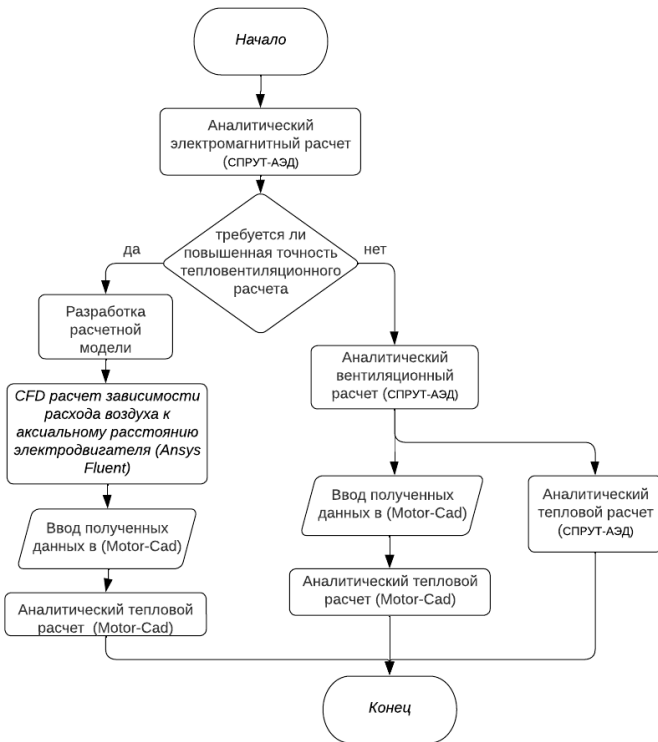 Начало
Аналитический
электромагнитный расчет
(СПРУТ-АЭД)
требуется ли
повышенная точность
тепловентиляционного
расчета
да
нет
Разработка
расчетной
модели
CFD расчет зависимости
расхода воздуха к
аксиальному расстоянию
электродвигателя (Ansys
Fluent)
Ввод полученных
данных в (Motor-Cad)
Аналитический тепловой
расчет (Motor-Cad)
Аналитический
вентиляционный
расчет (СПРУТ-АЭД)
Ввод полученных
данных в (Motor-Cad)
Аналитический тепловой
расчет (Motor-Cad)
Аналитический
тепловой расчет
(СПРУТ-АЭД)
Конец